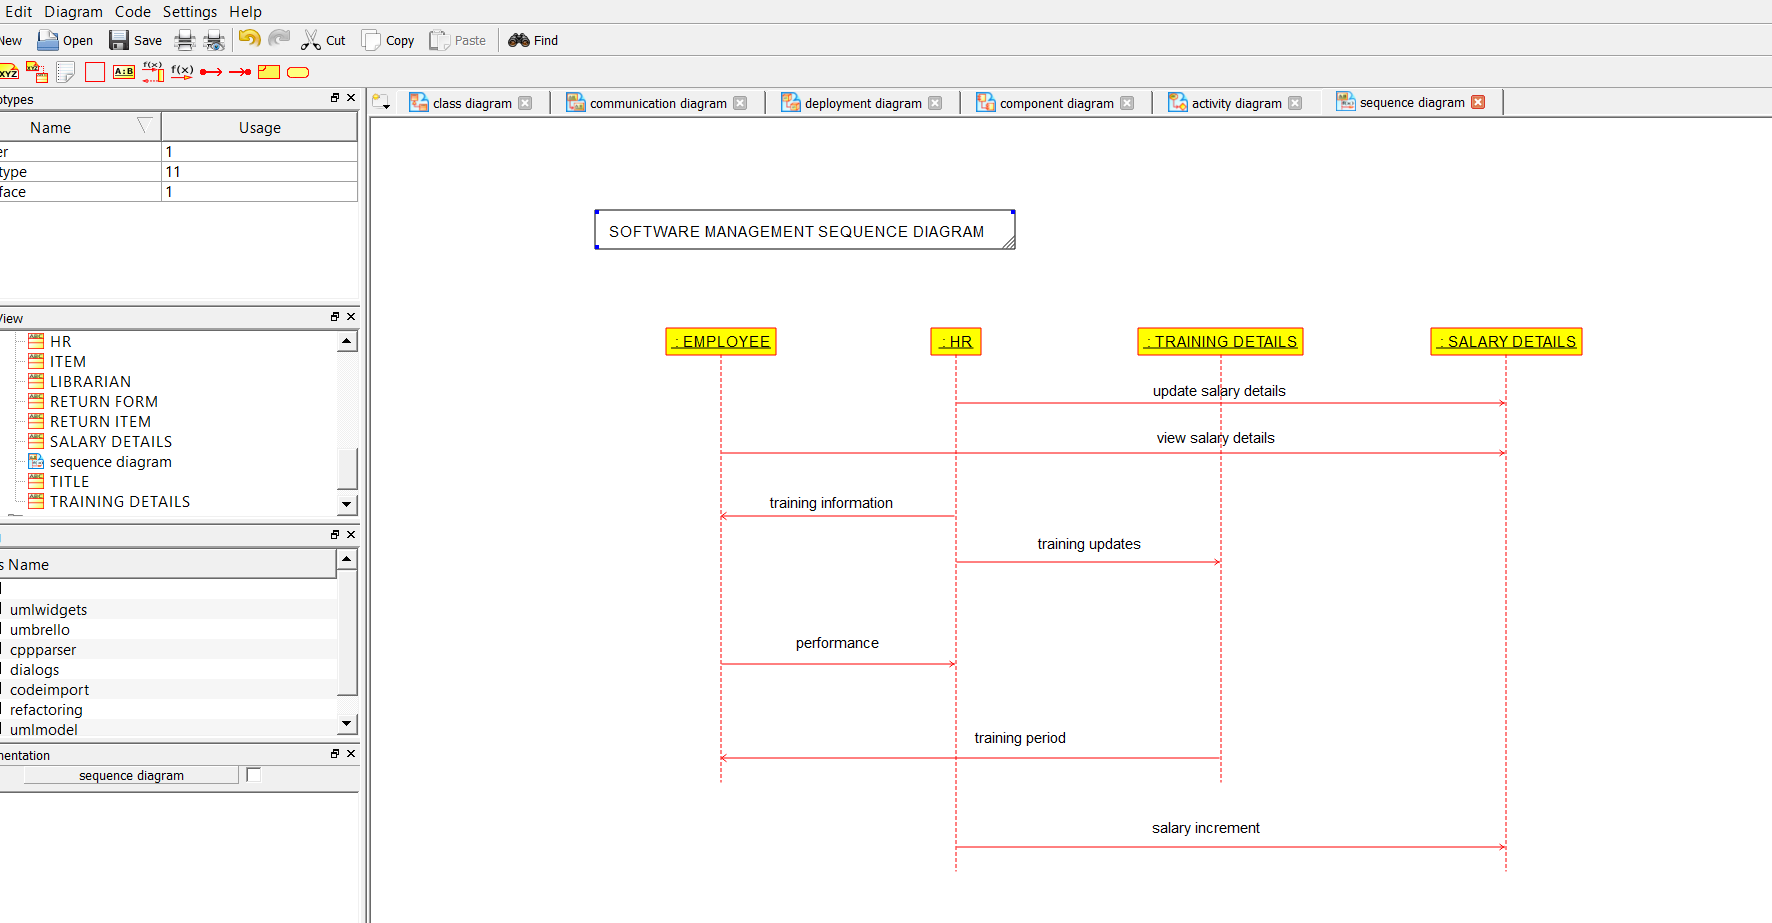 Edit Diagram Code Settings Help
New Open Save Cut Copy Paste Find
XYZ XYZ A:B f(x) f(x)
otypes
class diagram communication diagram deployment diagram component diagram activity diagram sequence diagram
Name Usage
er 1
type 11
face 1
SOFTWARE MANAGEMENT SEQUENCE DIAGRAM
View
HR
ITEM
LIBRARIAN
RETURN FORM
RETURN ITEM
SALARY DETAILS
sequence diagram
TITLE
TRAINING DETAILS
: EMPLOYEE : HR : TRAINING DETAILS : SALARY DETAILS
update salary details
view salary details
training information
training updates
performance
training period
salary increment
s Name
umlwidgets
umbrello
cppparser
dialogs
codeimport
refactoring
umlmodel
mentation
sequence diagram